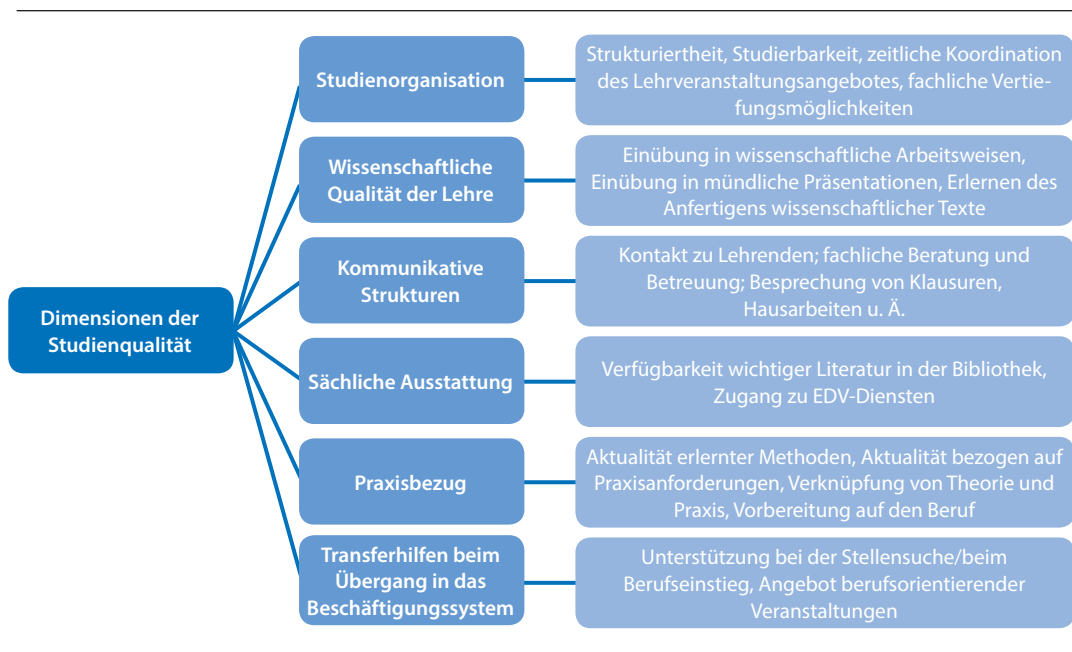 Dimensionen der
Studienqualität
Studienorganisation
Strukturiertheit, Studierbarkeit, zeitliche Koordination
des Lehrveranstaltungsangebotes, fachliche Vertie-
fungsmöglichkeiten
Wissenschaftliche
Qualität der Lehre
Einübung in wissenschaftliche Arbeitsweisen,
Einübung in mündliche Präsentationen, Erlernen des
Anfertigens wissenschaftlicher Texte
Kommunikative
Strukturen
Kontakt zu Lehrenden; fachliche Beratung und
Betreuung; Besprechung von Klausuren,
Hausarbeiten u. Ä.
Sächliche Ausstattung
Verfügbarkeit wichtiger Literatur in der Bibliothek,
Zugang zu EDV-Diensten
Praxisbezug
Aktualität erlernter Methoden, Aktualität bezogen auf
Praxisanforderungen, Verknüpfung von Theorie und
Praxis, Vorbereitung auf den Beruf
Transferhilfen beim
Übergang in das
Beschäftigungssystem
Unterstützung bei der Stellensuche/beim
Berufseinstieg, Angebot berufsorientierender
Veranstaltungen